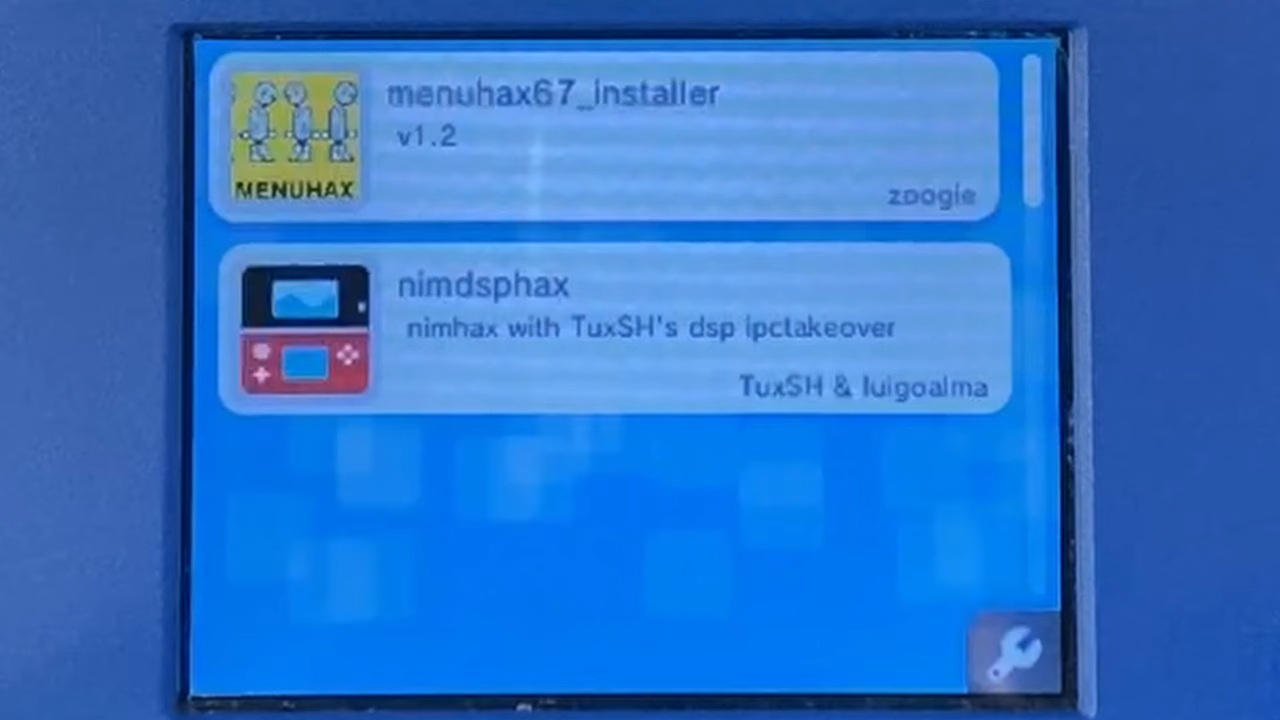 menuhax67_installer
v1.2
MENUHAX
zoogie
nimdsphax
nimhax with TuxSH's dsp ipctakeover
TuxSH & luigoalma